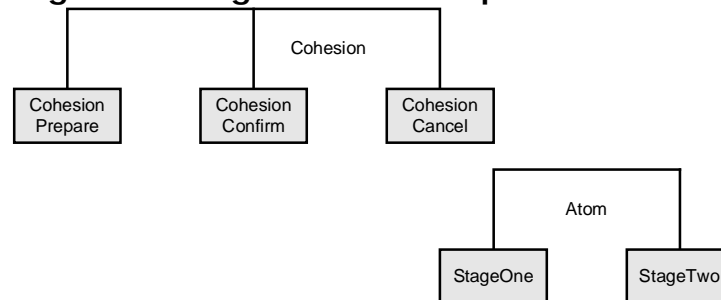 Cohesion
Cohesion
Prepare
Cohesion
Confirm
Cohesion
Cancel
Atom
StageOne
StageTwo